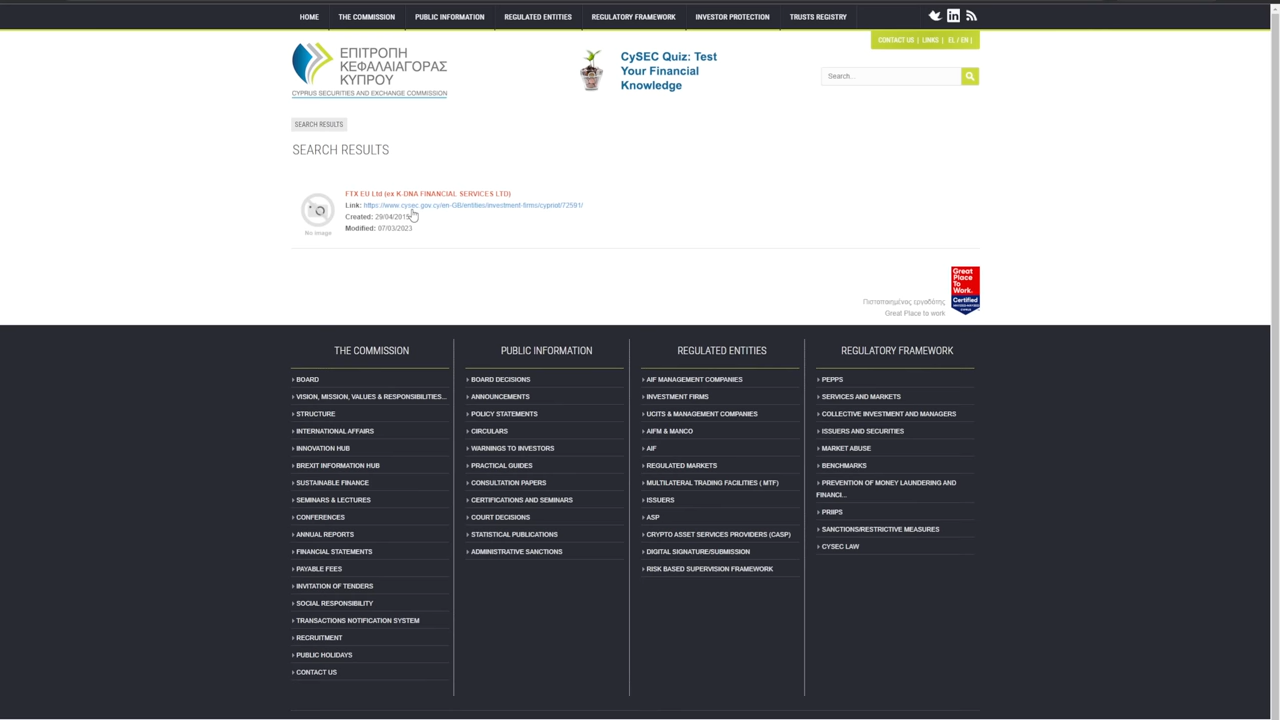 HOME THE COMMISSION PUBLIC INFORMATION REGULATED ENTITIES REGULATORY FRAMEWORK INVESTOR PROTECTION TRUSTS REGISTRY
CONTACT US | LINKS | EL / EN |
ΕΠΙΤΡΟΠΗ
ΚΕΦΑΛΑΙΑΓΟΡΑΣ
ΚΥΠΡΟΥ
CYPRUS SECURITIES AND EXCHANGE COMMISSION
CySEC Quiz: Test
Your Financial
Knowledge
Search...
SEARCH RESULTS
SEARCH RESULTS
FTX EU Ltd (ex K-DNA FINANCIAL SERVICES LTD)
Link: https://www.cysec.gov.cy/en-GB/entities/investment-firms/cypriot/72591/
Created: 29/04/2015
Modified: 07/03/2023
No image
Great
Place
To
Work.
Certified
Πιστοποιημένος εργοδότης
Great Place to work
THE COMMISSION
BOARD
VISION, MISSION, VALUES & RESPONSIBILITIES...
STRUCTURE
INTERNATIONAL AFFAIRS
INNOVATION HUB
BREXIT INFORMATION HUB
SUSTAINABLE FINANCE
SEMINARS & LECTURES
CONFERENCES
ANNUAL REPORTS
FINANCIAL STATEMENTS
PAYABLE FEES
INVITATION OF TENDERS
SOCIAL RESPONSIBILITY
TRANSACTIONS NOTIFICATION SYSTEM
RECRUITMENT
PUBLIC HOLIDAYS
CONTACT US
PUBLIC INFORMATION
BOARD DECISIONS
ANNOUNCEMENTS
POLICY STATEMENTS
CIRCULARS
WARNINGS TO INVESTORS
PRACTICAL GUIDES
CONSULTATION PAPERS
CERTIFICATIONS AND SEMINARS
COURT DECISIONS
STATISTICAL PUBLICATIONS
ADMINISTRATIVE SANCTIONS
REGULATED ENTITIES
AIF MANAGEMENT COMPANIES
INVESTMENT FIRMS
UCITS & MANAGEMENT COMPANIES
AIFM & MANCO
AIF
REGULATED MARKETS
MULTILATERAL TRADING FACILITIES ( MTF)
ISSUERS
ASP
CRYPTO ASSET SERVICES PROVIDERS (CASP)
DIGITAL SIGNATURE/SUBMISSION
RISK BASED SUPERVISION FRAMEWORK
REGULATORY FRAMEWORK
PEPPS
SERVICES AND MARKETS
COLLECTIVE INVESTMENT AND MANAGERS
ISSUERS AND SECURITIES
MARKET ABUSE
BENCHMARKS
PREVENTION OF MONEY LAUNDERING AND
FINANCI...
PRIIPS
SANCTIONS/RESTRICTIVE MEASURES
CYSEC LAW